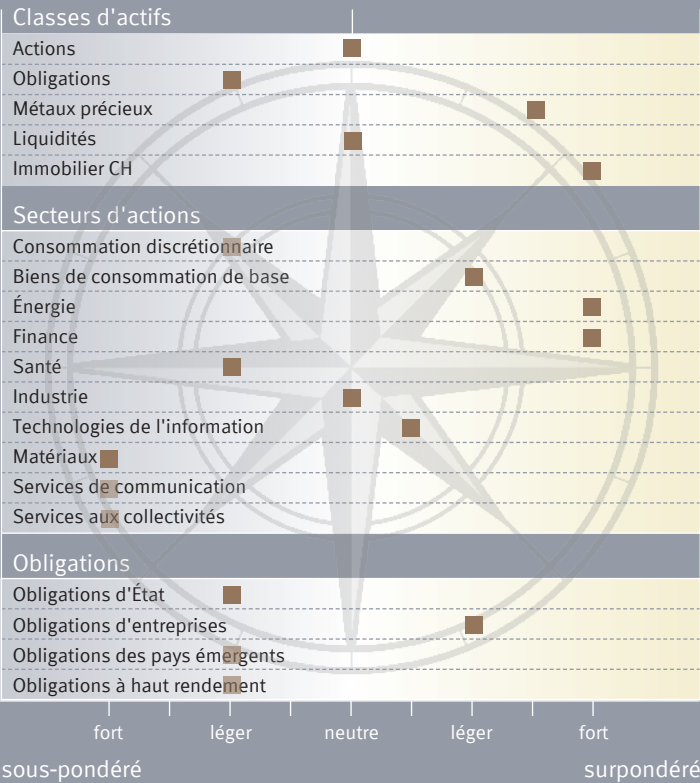 Classes d'actifs
Actions
Obligations
Métaux précieux
Liquidités
Immobilier CH
Secteurs d'actions
Consommation discrétionnaire
Biens de consommation de base
Énergie
Finance
Santé
Industrie
Technologies de l'information
Matériaux
Services de communication
Services aux collectivités
Obligations
Obligations d'État
Obligations d'entreprises
Obligations des pays émergents
Obligations à haut rendement
fort léger neutre léger fort
sous-pondéré surpondéré